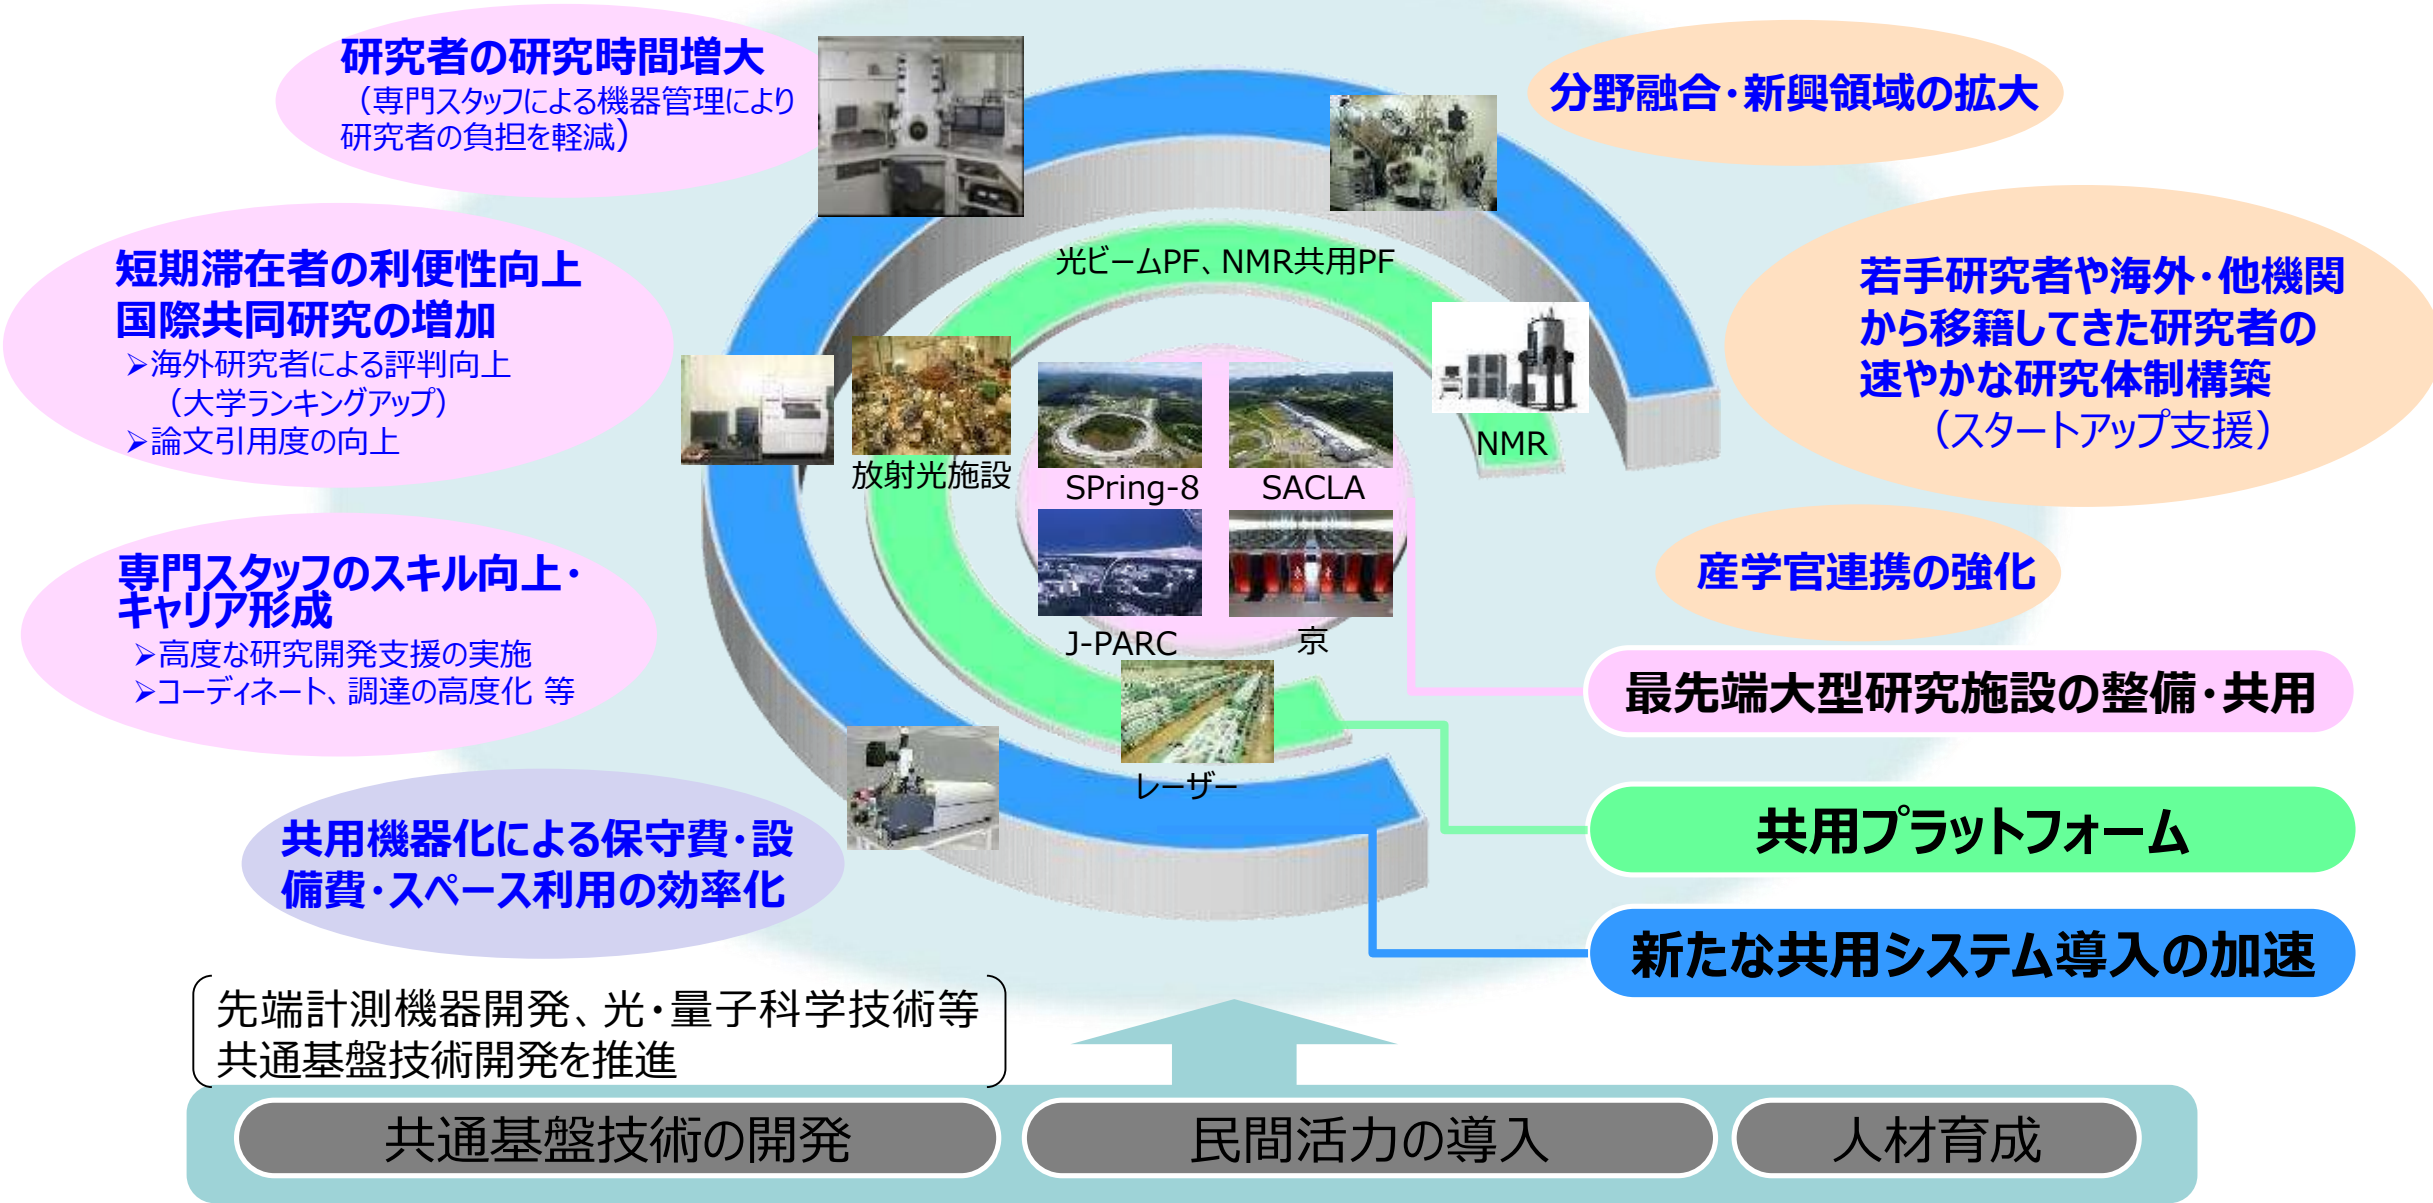 研究者の研究時間増大
（専門スタッフによる機器管理により
研究者の負担を軽減）
短期滞在者の利便性向上
国際共同研究の増加
➢海外研究者による評判向上
（大学ランキングアップ）
➢論文引用度の向上
専門スタッフのスキル向上・
キャリア形成
➢高度な研究開発支援の実施
➢コーディネート、調達の高度化 等
共用機器化による保守費・設
備費・スペース利用の効率化
光ビームPF、NMR共用PF
NMR
放射光施設
SPring-8
SACLA
J-PARC
京
レーザー
分野融合・新興領域の拡大
若手研究者や海外・他機関
から移籍してきた研究者の
速やかな研究体制構築
（スタートアップ支援）
産学官連携の強化
最先端大型研究施設の整備・共用
共用プラットフォーム
新たな共用システム導入の加速
先端計測機器開発、光・量子科学技術等
共通基盤技術開発を推進
共通基盤技術の開発
民間活力の導入
人材育成